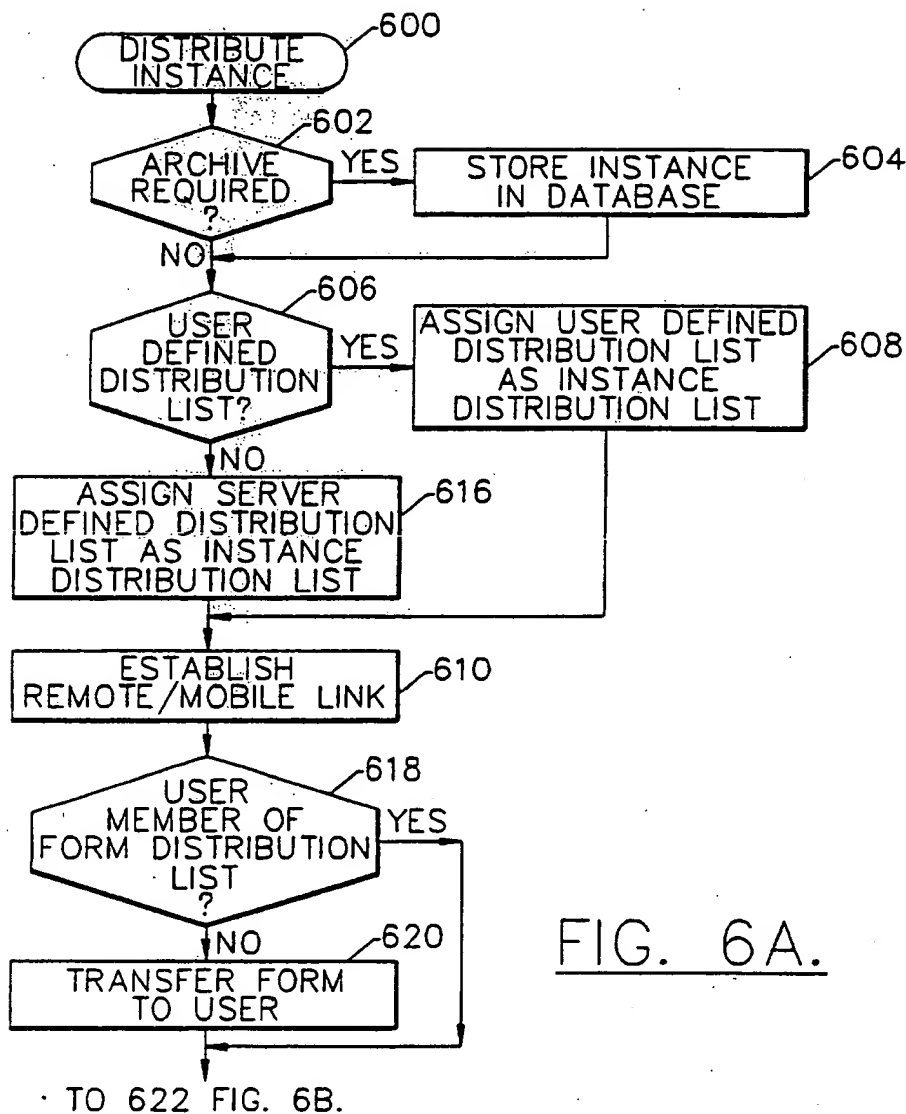 600
DISTRIBUTE
INSTANCE
602
ARCHIVE
REQUIRED
?
YES
STORE INSTANCE
IN DATABASE
604
NO
606
USER
DEFINED
DISTRIBUTION
LIST?
YES
ASSIGN USER DEFINED
DISTRIBUTION LIST
AS INSTANCE
DISTRIBUTION LIST
608
NO
ASSIGN SERVER
DEFINED DISTRIBUTION
LIST AS INSTANCE
DISTRIBUTION LIST
616
ESTABLISH
REMOTE/MOBILE LINK
610
618
USER
MEMBER OF
FORM DISTRIBUTION
LIST
?
YES
NO
620
TRANSFER FORM
TO USER
FIG. 6A.
TO 622 FIG. 6B.